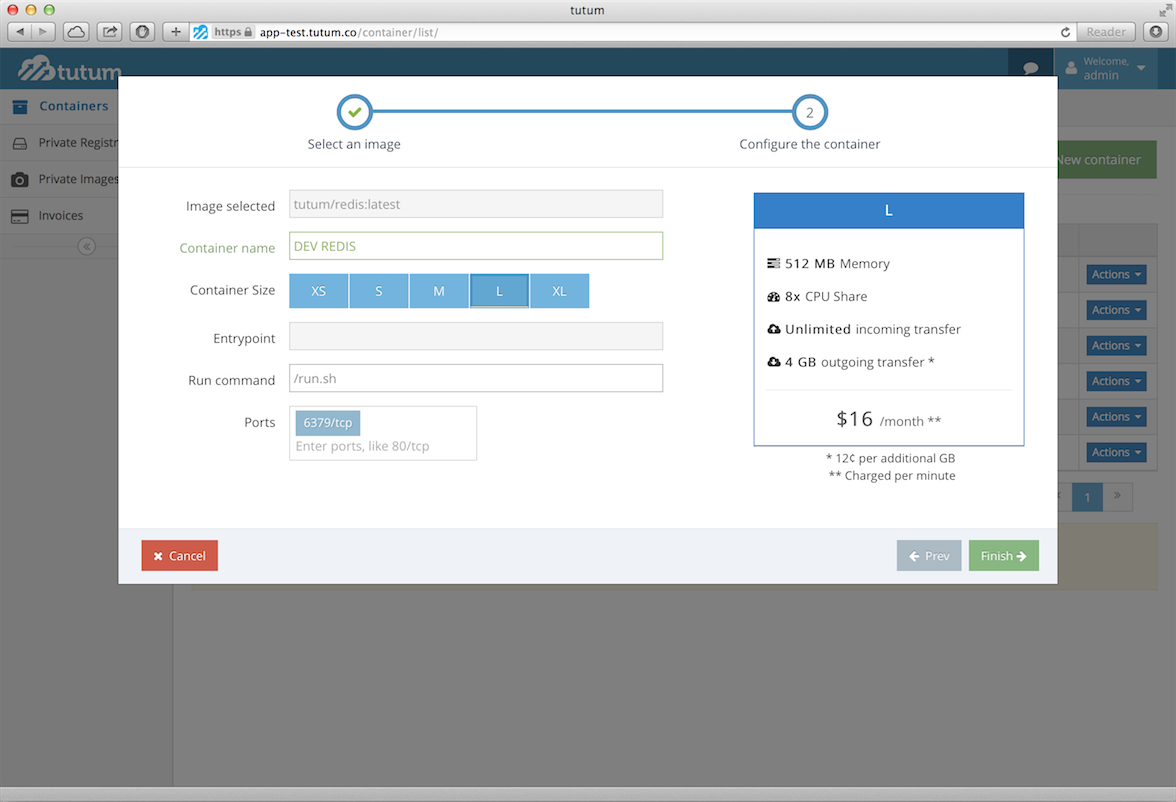 tutum
https app-test.tutum.co/container/list/
Reader
tutum
Welcome,
admin
Containers
Private Registr
Private Images
Invoices
New container
2
Select an image
Configure the container
Image selected
tutum/redis:latest
Container name
DEV REDIS
Container Size
XS
S
M
L
XL
Entrypoint
Run command
/run.sh
Ports
6379/tcp
Enter ports, like 80/tcp
L
512 MB Memory
8x CPU Share
Unlimited incoming transfer
4 GB outgoing transfer *
$16 /month **
* 12¢ per additional GB
** Charged per minute
Actions
Actions
Actions
Actions
Actions
Actions
1
»
Cancel
Prev
Finish